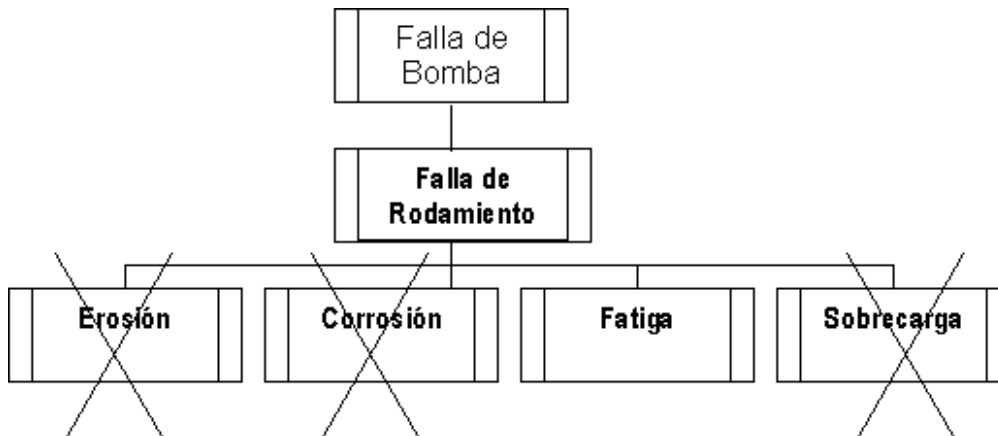 Falla de
Bomba
Falla de
Rodamiento
Erosión
Corrosión
Fatiga
Sobrecarga